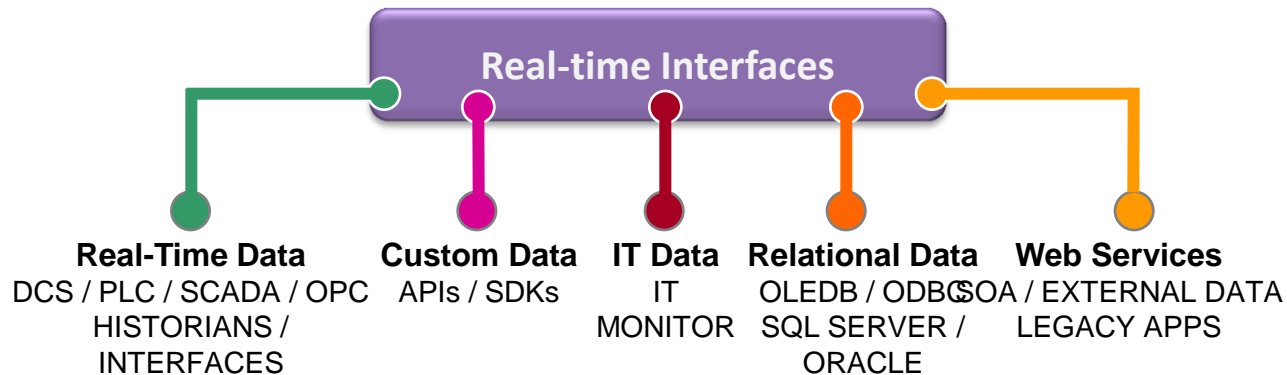 Real-time Interfaces
Real-Time Data
DCS / PLC / SCADA / OPC
HISTORIANS /
INTERFACES
Custom Data
APIs / SDKs
IT Data
IT
MONITOR
Relational Data
OLEDB / ODBC
SQL SERVER /
ORACLE
Web Services
SOA / EXTERNAL DATA
LEGACY APPS